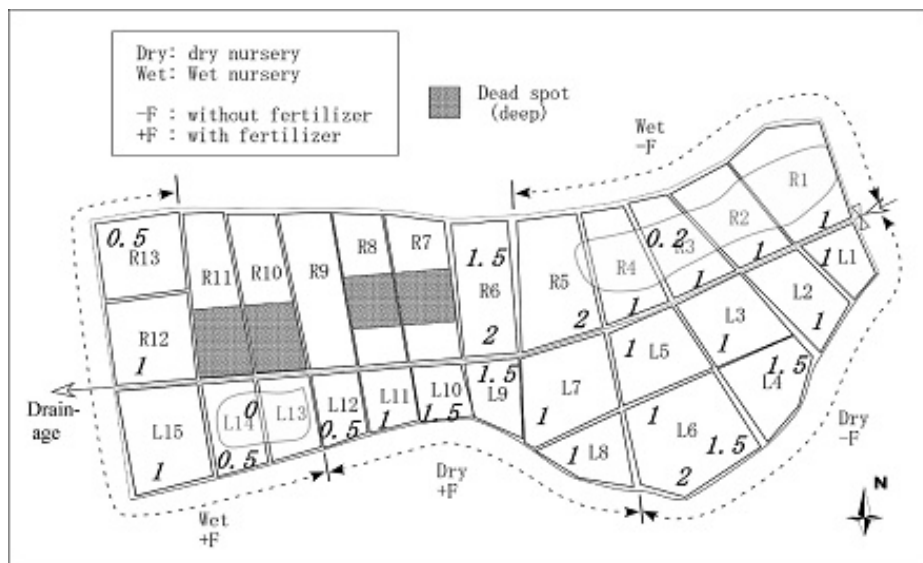 Dry: dry nursery
Wet: Wet nursery
-F : without fertilizer
+F : with fertilizer
Dead spot
(deep)
Wet
-F
R1
1
R2
1
0.2
R3
1
R4
1
R5
2
1.5
R6
2
R7
R8
R9
R10
R11
0.5
R13
R12
1
L1
1
L2
1
L3
1
1.5
L4
1
L5
1
L6
1.5
2
L7
1
1
L8
1.5
L9
L10
1.5
L11
1
L12
0.5
L13
0
L14
0.5
L15
1
Drain-
age
Dry
-F
Dry
+F
Wet
+F
N